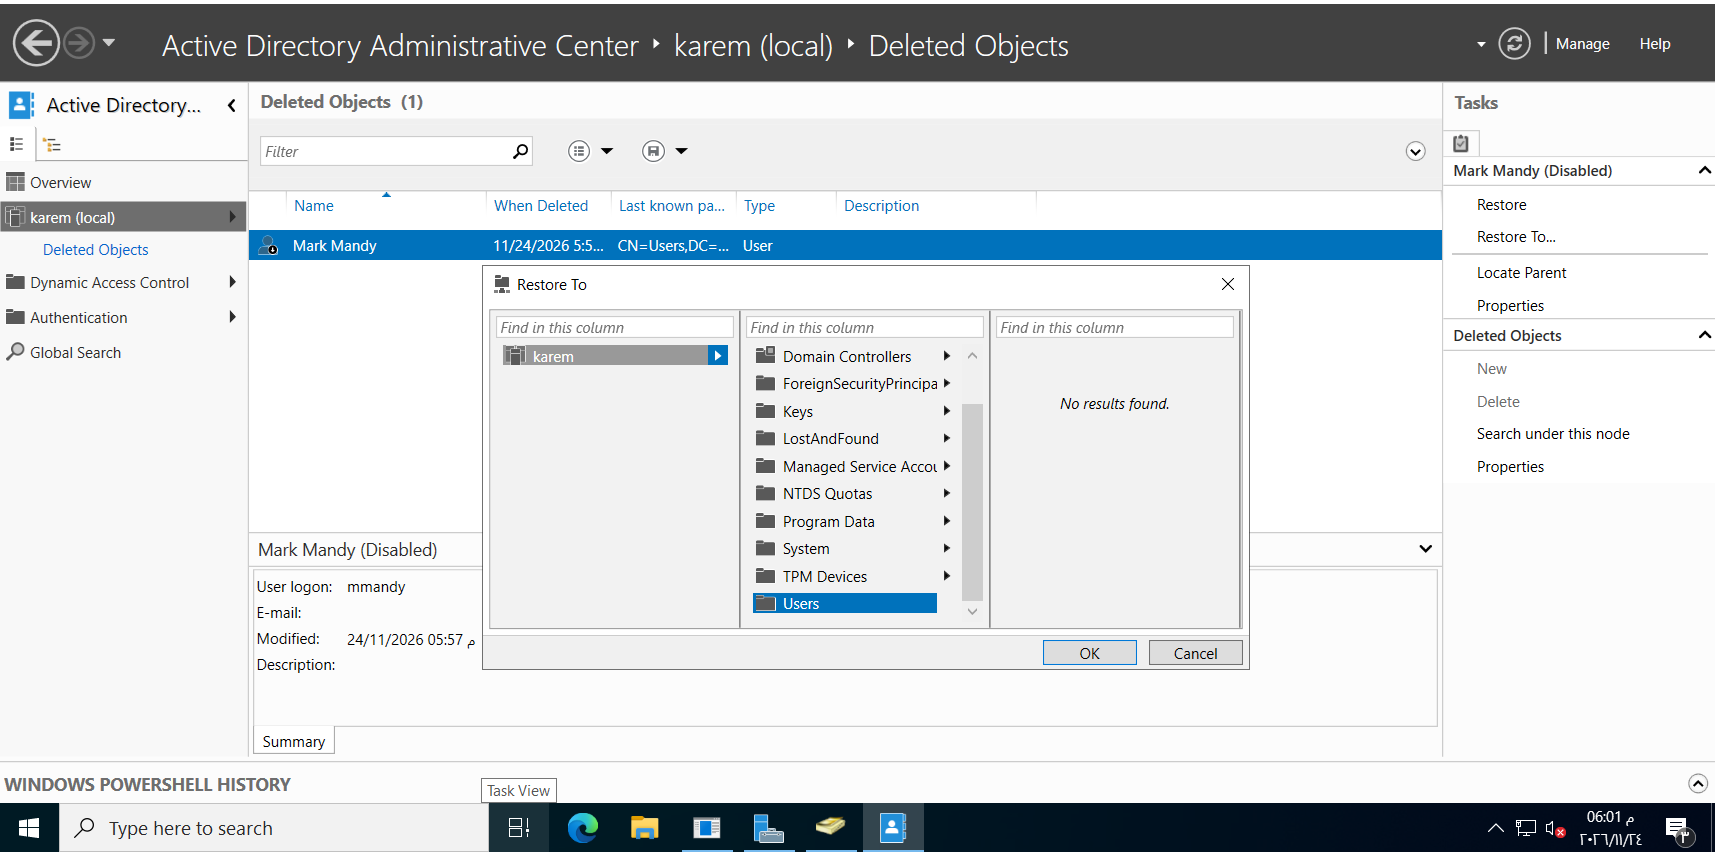 Active Directory Administrative Center ‣ karem (local) ‣ Deleted Objects
Manage
Help
Active Directory...
Overview
karem (local)
Deleted Objects
Dynamic Access Control
Authentication
Global Search
Deleted Objects (1)
Filter
Name When Deleted Last known pa... Type Description
Mark Mandy 11/24/2026 5:5... CN=Users,DC=... User
Restore To
Find in this column Find in this column Find in this column
karem
Domain Controllers
ForeignSecurityPrincipa
Keys
LostAndFound
Managed Service Accou
NTDS Quotas
Program Data
System
TPM Devices
Users
No results found.
OK Cancel
Mark Mandy (Disabled)
User logon: mmandy
E-mail:
Modified: 24/11/2026 05:57 م
Description:
Summary
Tasks
Mark Mandy (Disabled)
Restore
Restore To...
Locate Parent
Properties
Deleted Objects
New
Delete
Search under this node
Properties
WINDOWS POWERSHELL HISTORY
Task View
Type here to search
06:01 م
٢٠٢٦/١١/٢٤
٣